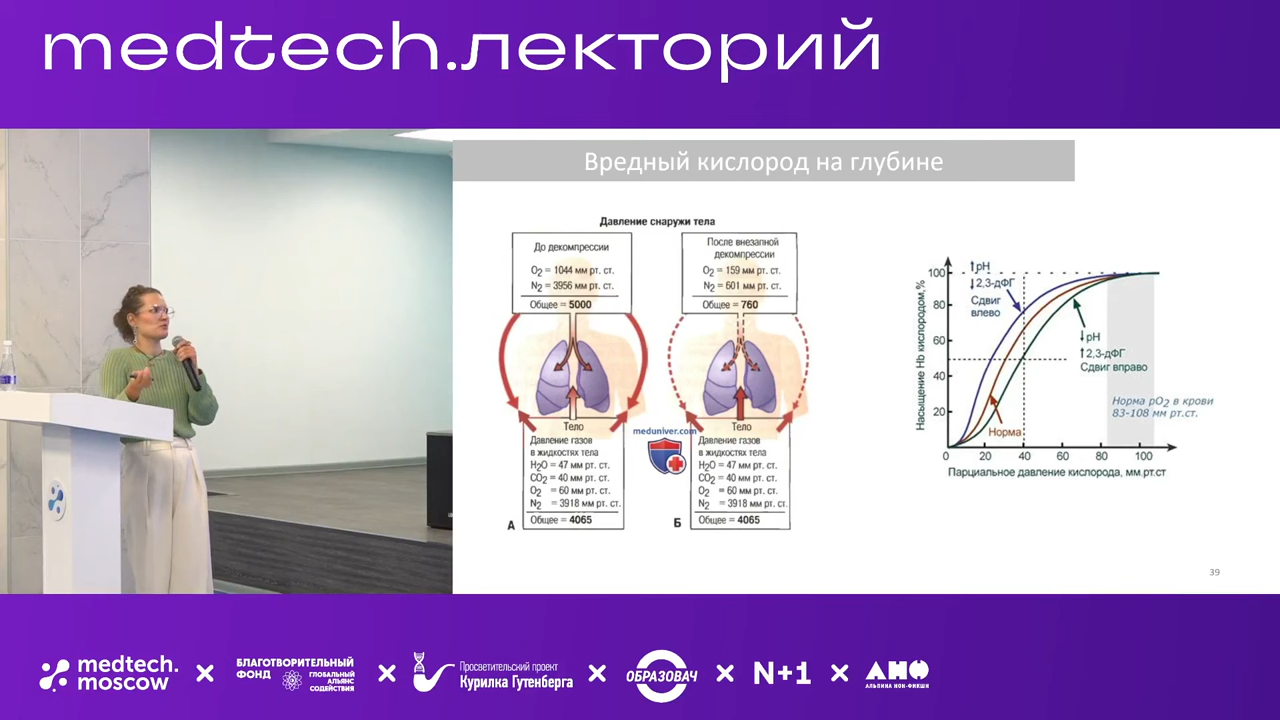 medtech.лекторий
Вредный кислород на глубине
Давление снаружи тела
До декомпрессии
O2 = 1044 мм рт. ст.
N2 = 3956 мм рт. ст.
Общее = 5000
После внезапной
декомпрессии
O2 = 159 мм рт. ст.
N2 = 601 мм рт. ст.
Общее = 760
Тело
Давление газов
в жидкостях тела
H2O = 47 мм рт. ст.
CO2 = 40 мм рт. ст.
O2 = 60 мм рт. ст.
N2 = 3918 мм рт. ст.
Общее = 4065
А
meduniver.com
Тело
Давление газов
в жидкостях тела
H2O = 47 мм рт. ст.
CO2 = 40 мм рт. ст.
O2 = 60 мм рт. ст.
N2 = 3918 мм рт. ст.
Общее = 4065
Б
Насыщение Hb кислородом,%
100
80
60
40
20
0
20
40
60
80
100
↑pH
↓2,3-дФГ
Сдвиг
влево
↓pH
↑2,3-дФГ
Сдвиг вправо
Норма
Норма pO2 в крови
83-108 мм рт.ст.
Парциальное давление кислорода, мм.рт.ст
39
medtech.
moscow
×
БЛАГОТВОРИТЕЛЬНЫЙ
ФОНД
ГЛОБАЛЬНЫЙ
АЛЬЯНС
СОДЕЙСТВИЯ
×
Просветительский проект
Курилка Гутенберга
×
ОБРАЗОВАЧ
×
N+1
×
АНФ
АЛЬПИНА НОН-ФИКШН